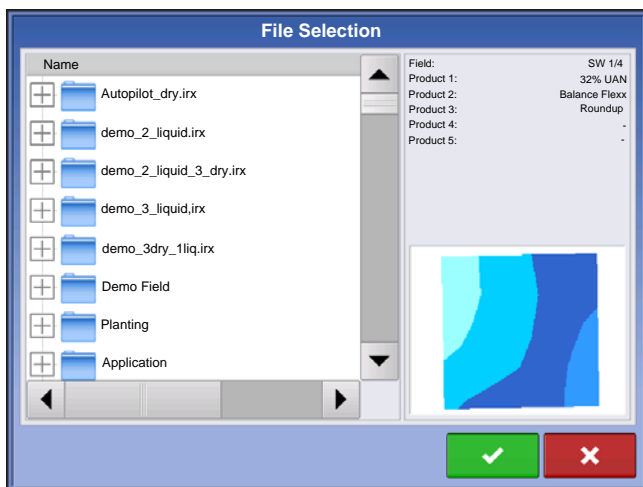 File Selection
Name
Autopilot_dry.irx
demo_2_liquid.irx
demo_2_liquid_3_dry.irx
demo_3_liquid,irx
demo_3dry_1liq.irx
Demo Field
Planting
Application
Field: SW 1/4
Product 1: 32% UAN
Product 2: Balance Flexx
Product 3: Roundup
Product 4: -
Product 5: -